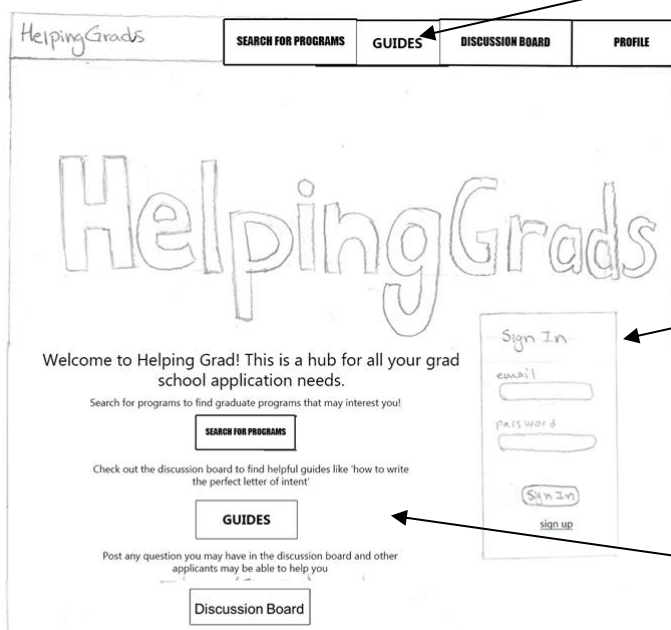 HelpingGrads
SEARCH FOR PROGRAMS
GUIDES
DISCUSSION BOARD
PROFILE
HelpingGrads
Welcome to Helping Grad! This is a hub for all your grad
school application needs.
Search for programs to find graduate programs that may interest you!
SEARCH FOR PROGRAMS
Check out the discussion board to find helpful guides like 'how to write
the perfect letter of intent'
GUIDES
Post any question you may have in the discussion board and other
applicants may be able to help you
Discussion Board
Sign In
email
password
Sign In
sign up